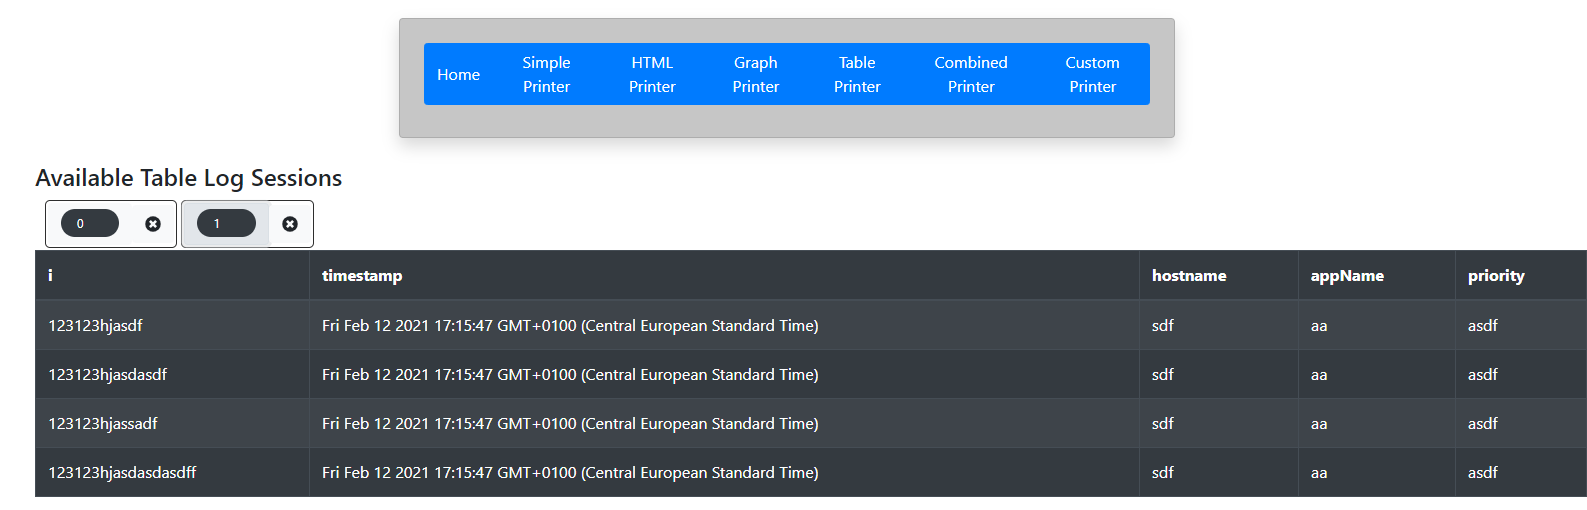 Home Simple Printer HTML Printer Graph Printer Table Printer Combined Printer Custom Printer
Available Table Log Sessions
0 1
i timestamp hostname appName priority
123123hjasdf Fri Feb 12 2021 17:15:47 GMT+0100 (Central European Standard Time) sdf aa asdf
123123hjasdasdf Fri Feb 12 2021 17:15:47 GMT+0100 (Central European Standard Time) sdf aa asdf
123123hjassadf Fri Feb 12 2021 17:15:47 GMT+0100 (Central European Standard Time) sdf aa asdf
123123hjasdasdasdff Fri Feb 12 2021 17:15:47 GMT+0100 (Central European Standard Time) sdf aa asdf